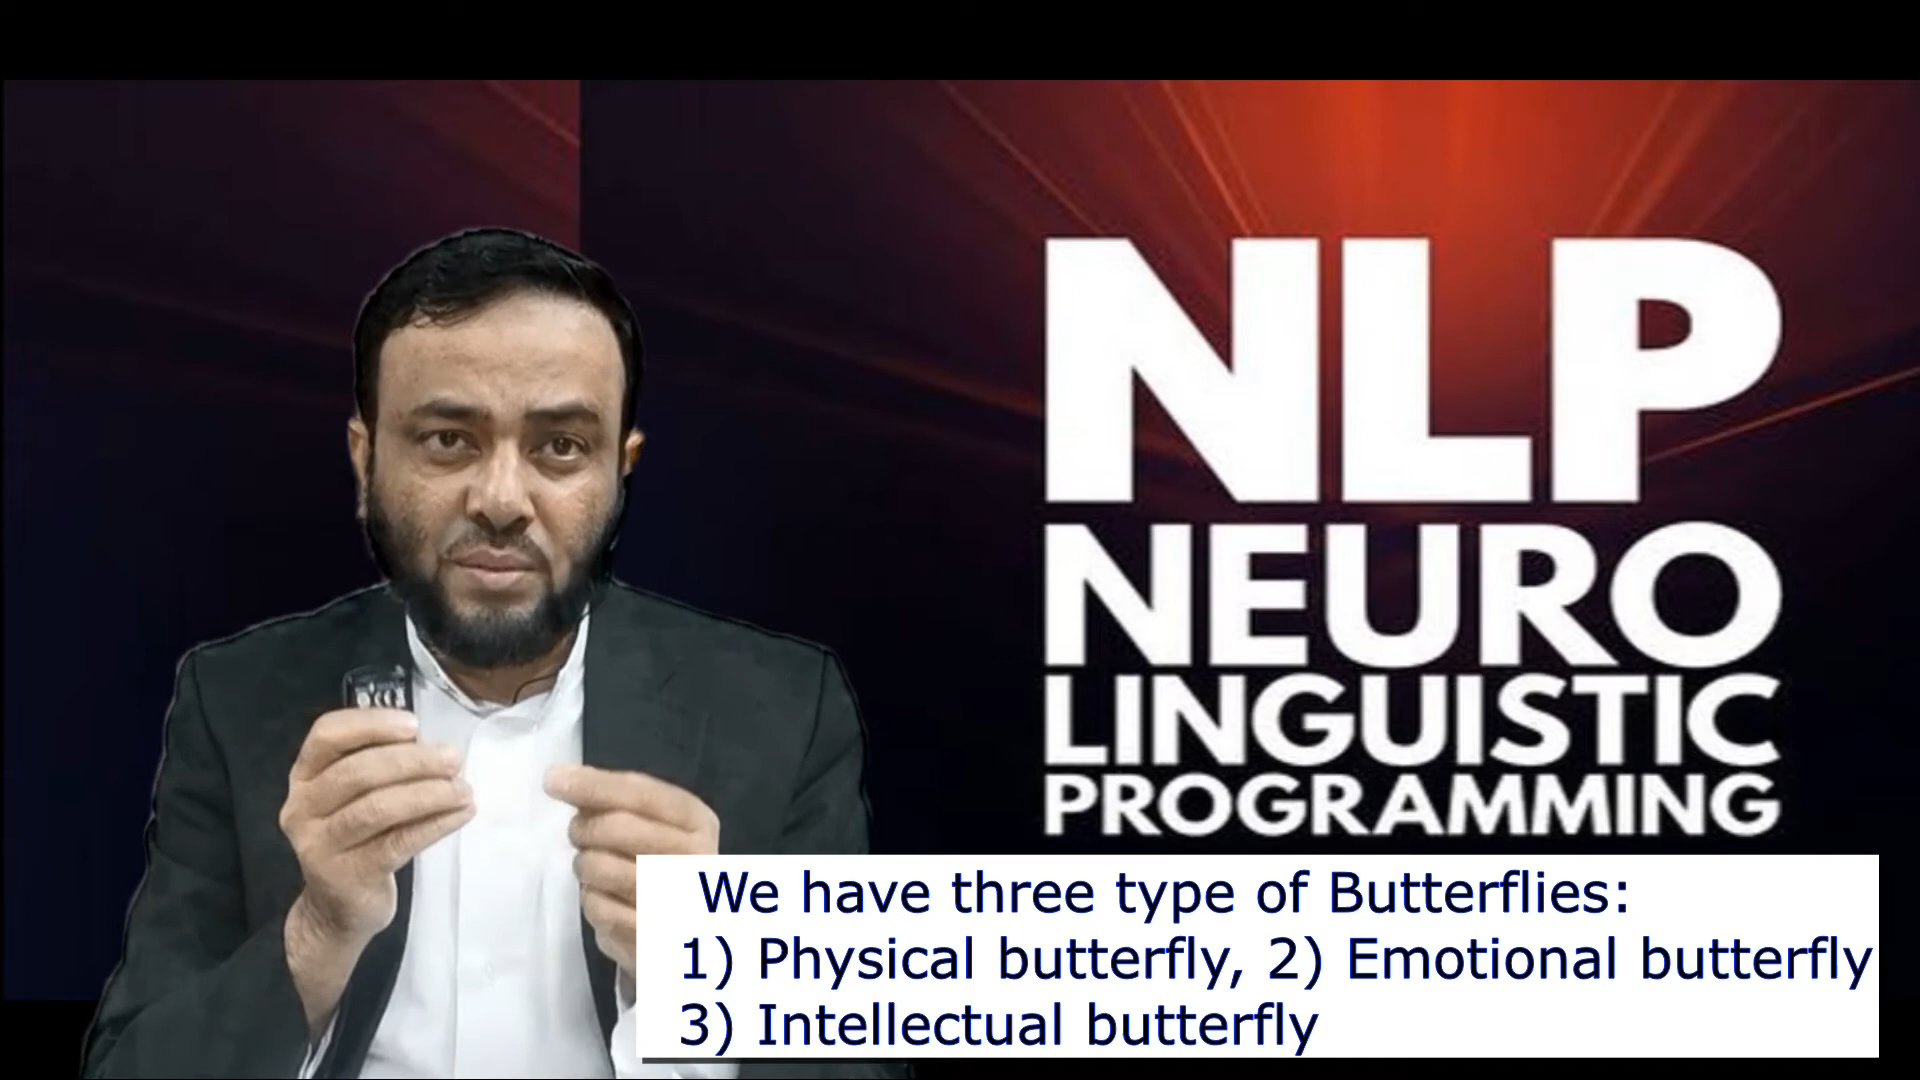 NLP
NEURO
LINGUISTIC
PROGRAMMING
We have three type of Butterflies:
1) Physical butterfly, 2) Emotional butterfly
3) Intellectual butterfly